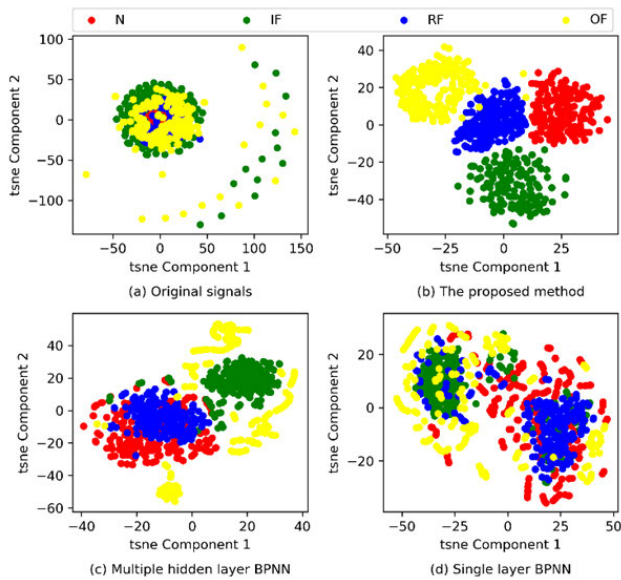 N IF RF OF
100
50
0
-50
-100
tsne Component 2
-50 0 50 100 150
tsne Component 1
(a) Original signals
40
20
0
-20
-40
tsne Component 2
-50 -25 0 25
tsne Component 1
(b) The proposed method
40
20
0
-20
-40
-60
tsne Component 2
-40 -20 0 20 40
tsne Component 1
(c) Multiple hidden layer BPNN
20
0
-20
tsne Component 2
-50 -25 0 25 50
tsne Component 1
(d) Single layer BPNN